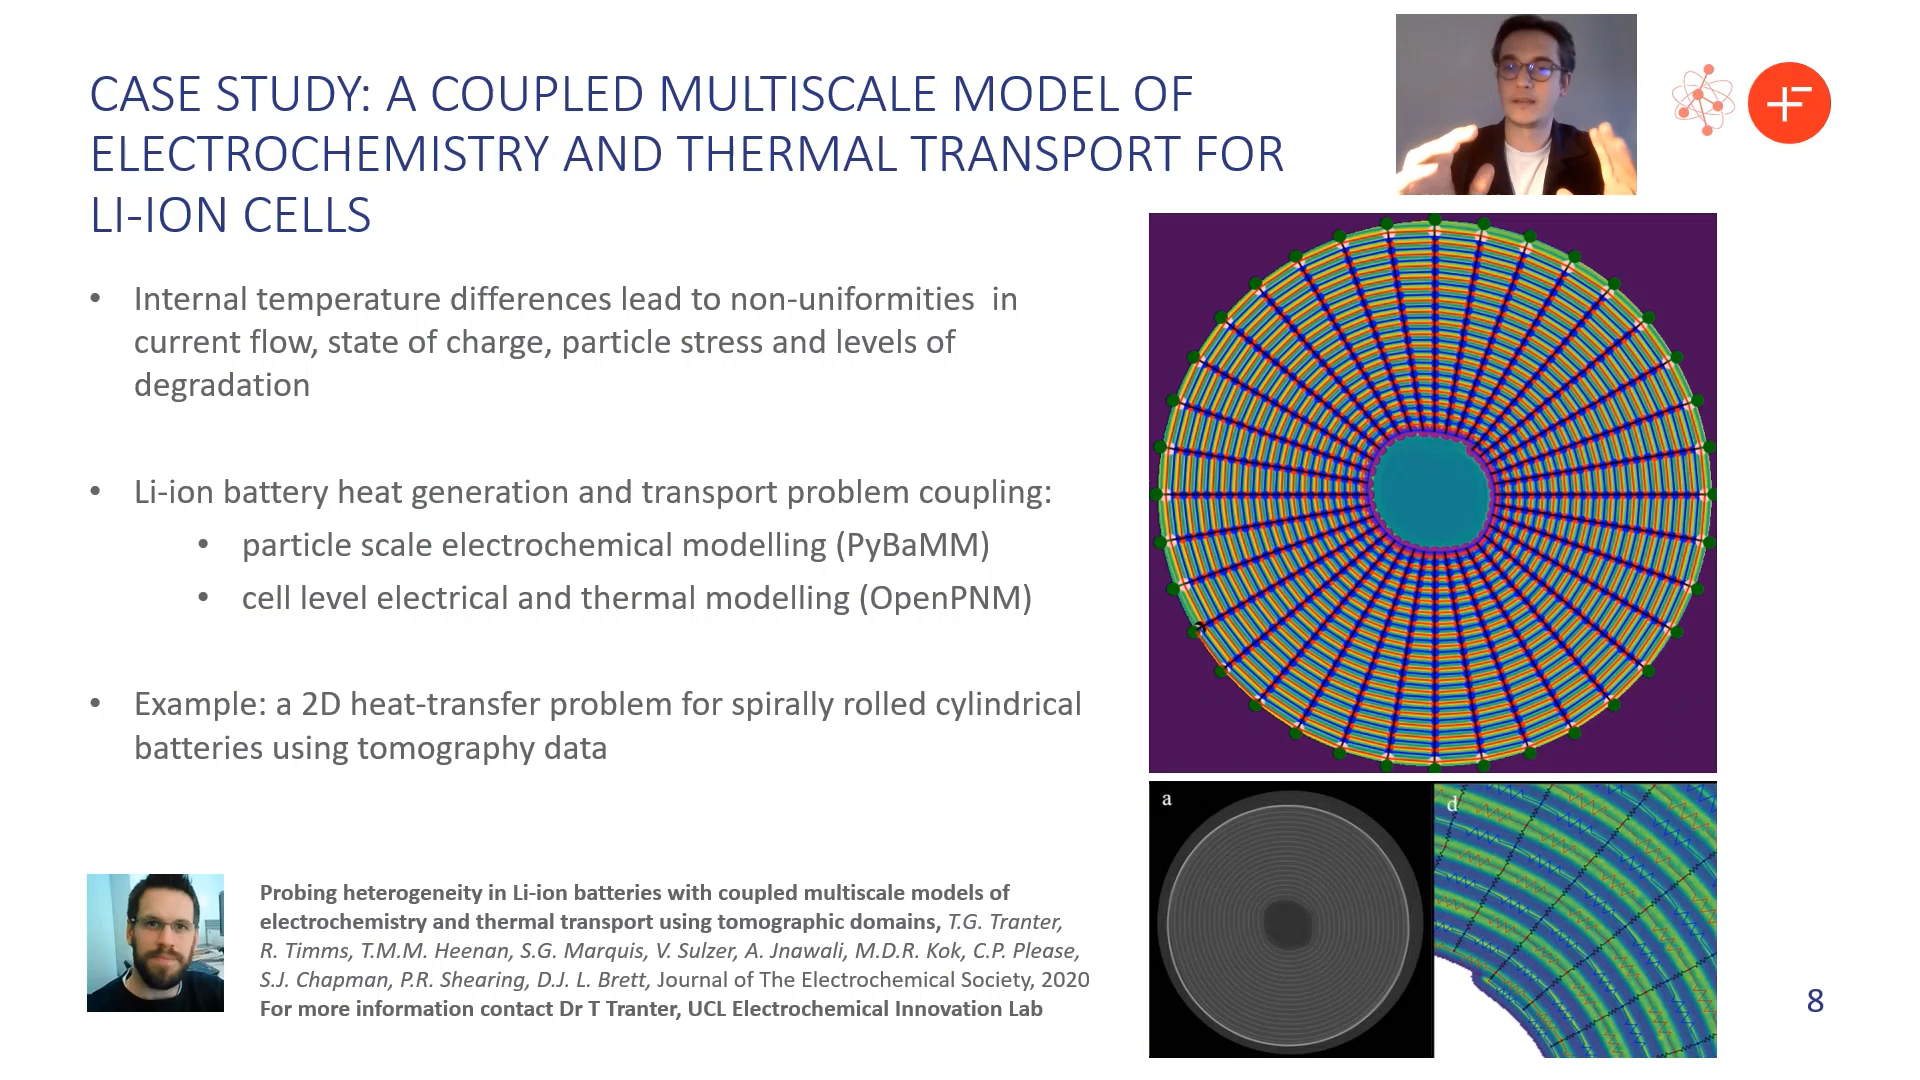 CASE STUDY: A COUPLED MULTISCALE MODEL OF
ELECTROCHEMISTRY AND THERMAL TRANSPORT FOR
LI-ION CELLS
• Internal temperature differences lead to non-uniformities  in
current flow, state of charge, particle stress and levels of
degradation
• Li-ion battery heat generation and transport problem coupling:
• particle scale electrochemical modelling (PyBaMM)
• cell level electrical and thermal modelling (OpenPNM)
• Example: a 2D heat-transfer problem for spirally rolled cylindrical
batteries using tomography data
a
d
Probing heterogeneity in Li-ion batteries with coupled multiscale models of
electrochemistry and thermal transport using tomographic domains, T.G. Tranter,
R. Timms, T.M.M. Heenan, S.G. Marquis, V. Sulzer, A. Jnawali, M.D.R. Kok, C.P. Please,
S.J. Chapman, P.R. Shearing, D.J. L. Brett, Journal of The Electrochemical Society, 2020
For more information contact Dr T Tranter, UCL Electrochemical Innovation Lab
8